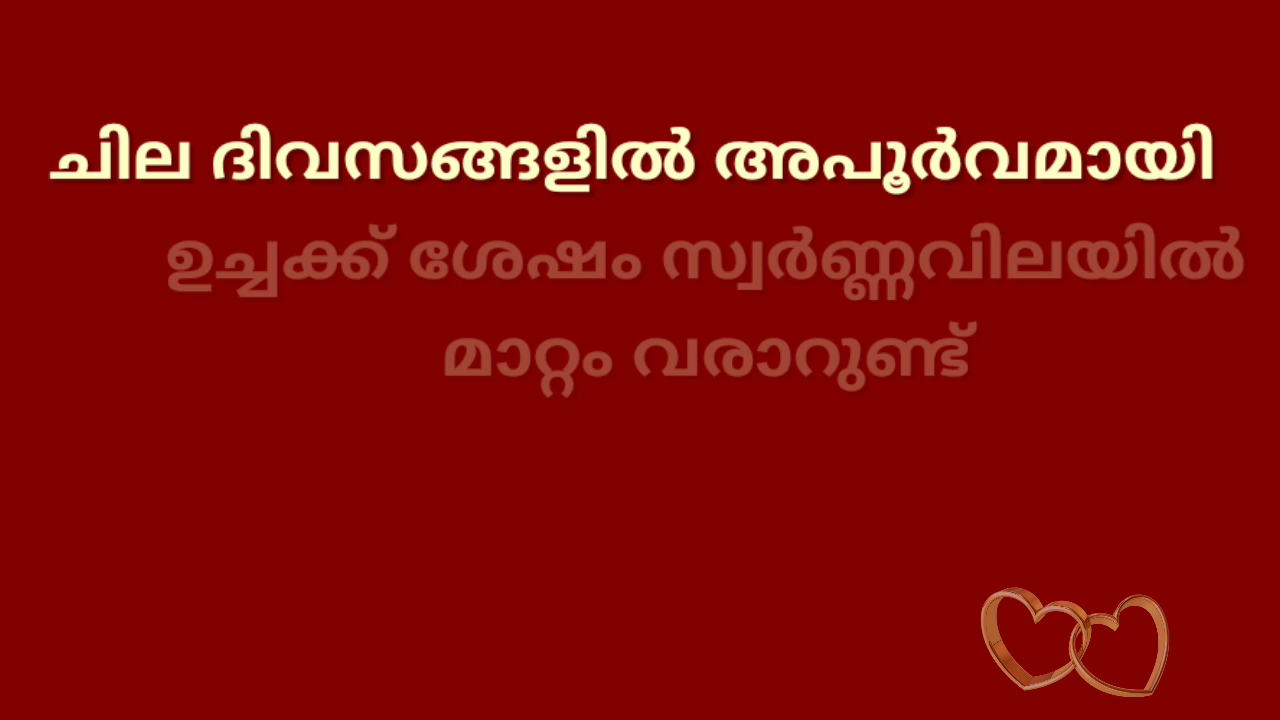 ചില ദിവസങ്ങളിൽ അപൂർവമായി
ഉച്ചക്ക് ശേഷം സ്വർണ്ണവിലയിൽ
മാറ്റം വരാറുണ്ട്